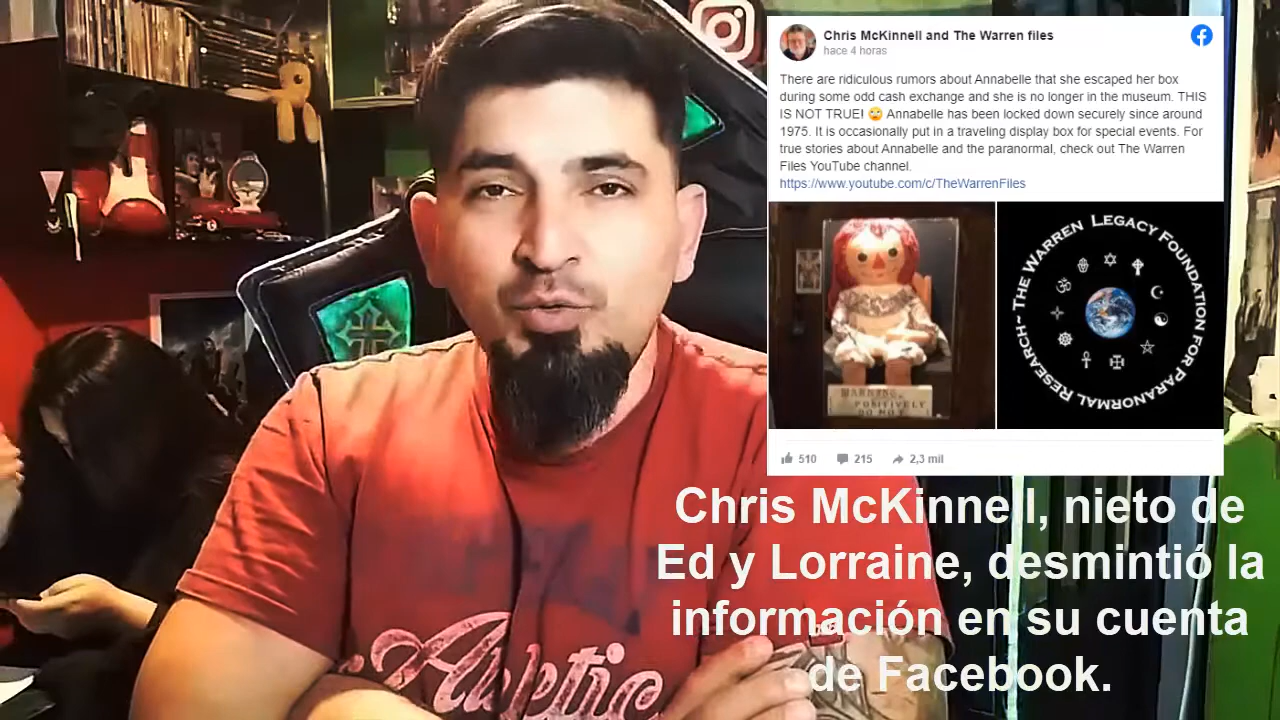 Chris McKinnell and The Warren files
hace 4 horas
There are ridiculous rumors about Annabelle that she escaped her box
during some odd cash exchange and she is no longer in the museum. THIS
IS NOT TRUE! 🙄 Annabelle has been locked down securely since around
1975. It is occasionally put in a traveling display box for special events. For
true stories about Annabelle and the paranormal, check out The Warren
Files YouTube channel.
https://www.youtube.com/c/TheWarrenFiles
WARNING,
POSITIVELY
DO NOT
THE WARREN LEGACY FOUNDATION FOR PARANORMAL RESEARCH~
510 215 2,3 mil
Chris McKinnell, nieto de
Ed y Lorraine, desmintió la
información en su cuenta
de Facebook.
Athletic